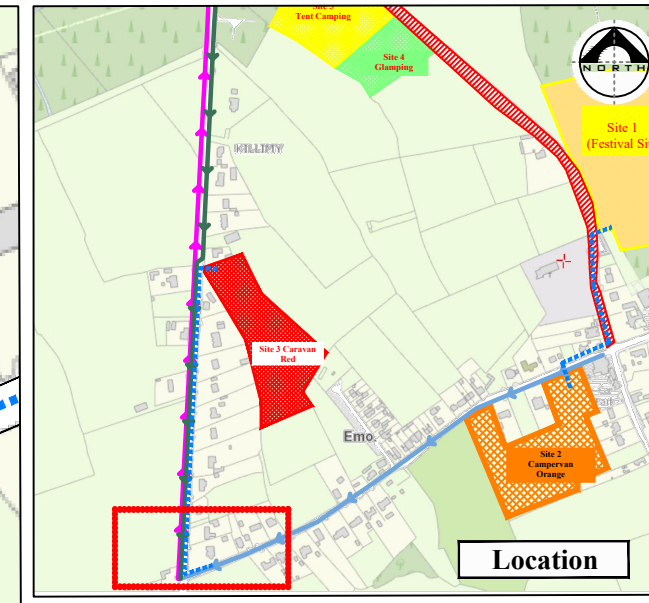 Tent Camping
Site 4
Glamping
NORTH
Site 1
(Festival Si
KILLIMY
Site 3 Caravan
Red
Emo
Site 2
Campervan
Orange
Location